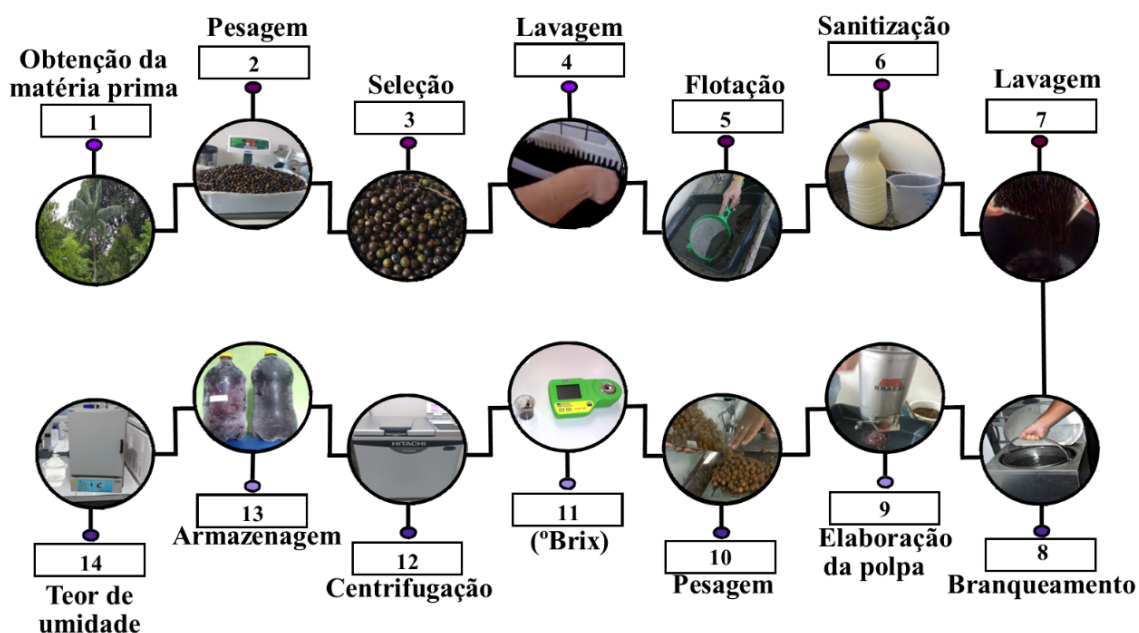 Obtenção da
matéria prima
1
Pesagem
2
Seleção
3
Lavagem
4
Flotação
5
Sanitização
6
Lavagem
7
8
Branqueamento
9
Elaboração
da polpa
10
Pesagem
11
(ºBrix)
HITACHI
12
Centrifugação
13
Armazenagem
14
Teor de
umidade